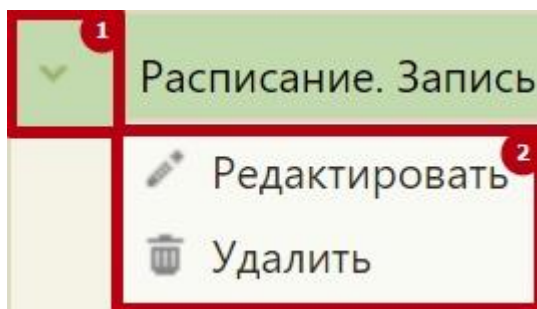 1
Расписание. Запись
2
Редактировать
Удалить